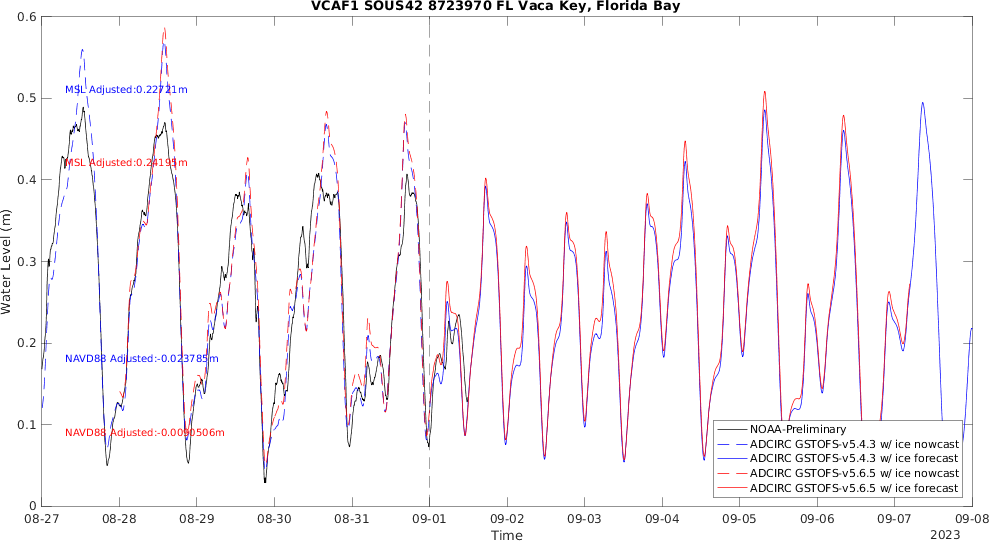 VCAF1 SOUS42 8723970 FL Vaca Key, Florida Bay
0.6
0.5
0.4
0.3
0.2
0.1
0
Water Level (m)
MSL Adjusted:0.22721m
MSL Adjusted:0.24195m
NAVD88 Adjusted:-0.023785m
NAVD88 Adjusted:-0.0090506m
NOAA-Preliminary
ADCIRC GSTOFS-v5.4.3 w/ ice nowcast
ADCIRC GSTOFS-v5.4.3 w/ ice forecast
ADCIRC GSTOFS-v5.6.5 w/ ice nowcast
ADCIRC GSTOFS-v5.6.5 w/ ice forecast
08-27 08-28 08-29 08-30 08-31 09-01 09-02 09-03 09-04 09-05 09-06 09-07 09-08
Time
2023